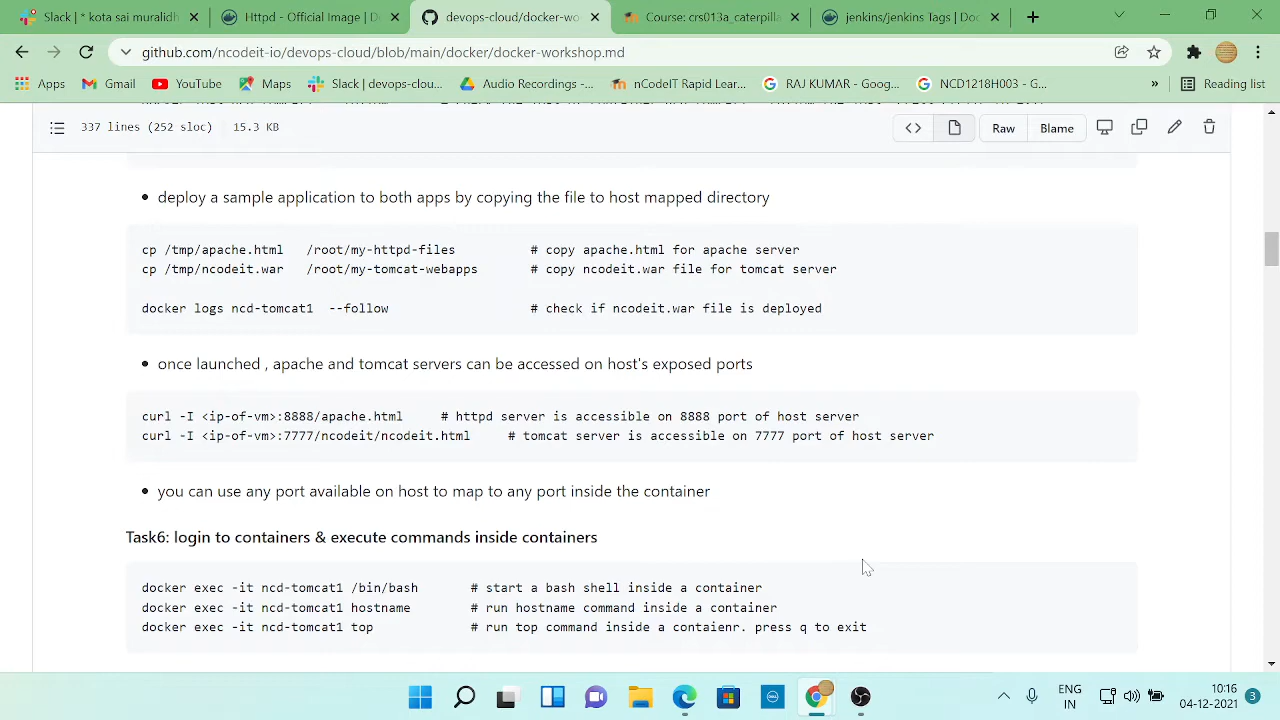 Slack | * kota sai muralidh
Httpd - Official Image | D
devops-cloud/docker-wo
Course: crs013a_caterpilla
jenkins/jenkins Tags | Doc
github.com/ncodeit-io/devops-cloud/blob/main/docker/docker-workshop.md
Apps
Gmail
YouTube
Maps
Slack | devops-clou...
Audio Recordings -...
nCodeIT Rapid Lear...
RAJ KUMAR - Goog...
NCD1218H003 - G...
»
Reading list
337 lines (252 sloc) 15.3 KB
Raw
Blame
deploy a sample application to both apps by copying the file to host mapped directory
cp /tmp/apache.html /root/my-httpd-files # copy apache.html for apache server
cp /tmp/ncodeit.war /root/my-tomcat-webapps # copy ncodeit.war file for tomcat server
docker logs ncd-tomcat1 --follow # check if ncodeit.war file is deployed
once launched , apache and tomcat servers can be accessed on host's exposed ports
curl -I <ip-of-vm>:8888/apache.html # httpd server is accessible on 8888 port of host server
curl -I <ip-of-vm>:7777/ncodeit/ncodeit.html # tomcat server is accessible on 7777 port of host server
you can use any port available on host to map to any port inside the container
Task6: login to containers & execute commands inside containers
docker exec -it ncd-tomcat1 /bin/bash # start a bash shell inside a container
docker exec -it ncd-tomcat1 hostname # run hostname command inside a container
docker exec -it ncd-tomcat1 top # run top command inside a contaienr. press q to exit
DELL
ENG
IN
10:16
04-12-2021
3